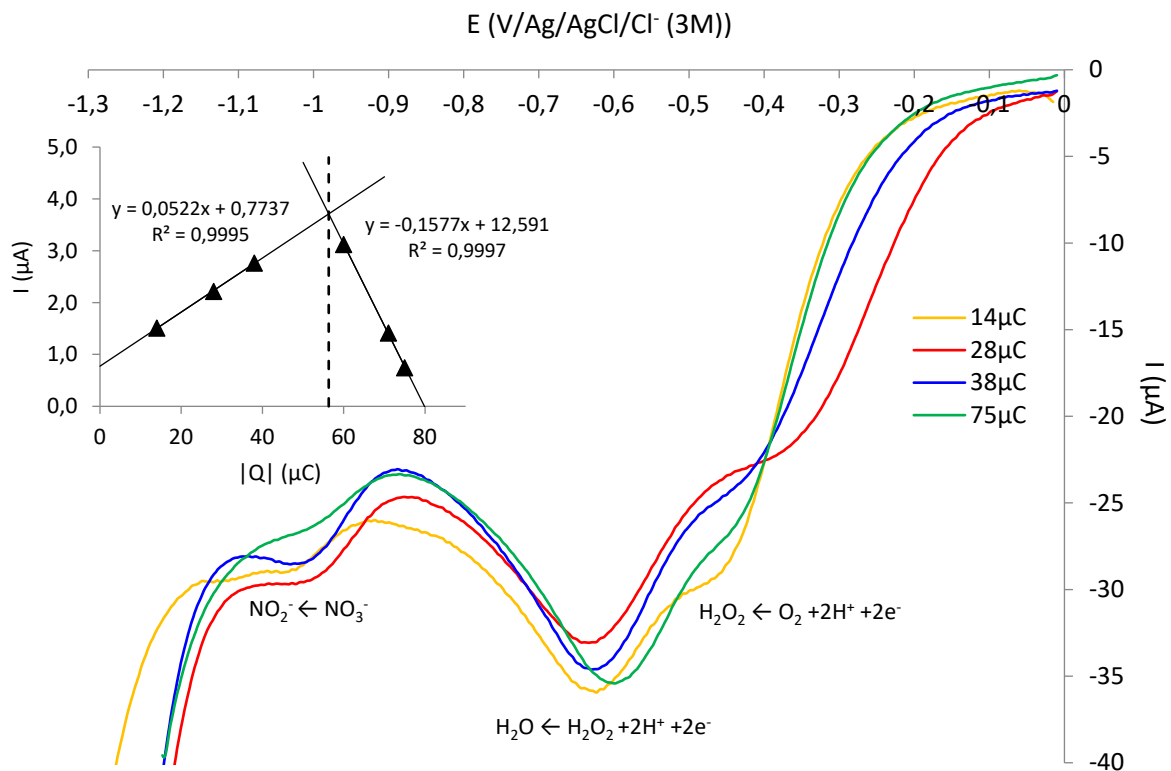 E (V/Ag/AgCl/Cl⁻ (3M))
-1,3 -1,2 -1,1 -1 -0,9 -0,8 -0,7 -0,6 -0,5 -0,4 -0,3 -0,2 -0,1 0
0
-5
-10
-15
-20
-25
-30
-35
-40
I (µA)
5,0
4,0
3,0
2,0
1,0
0,0
I (µA)
y = 0,0522x + 0,7737
R² = 0,9995
y = -0,1577x + 12,591
R² = 0,9997
0 20 40 60 80
|Q| (µC)
14µC
28µC
38µC
75µC
NO₂⁻ ← NO₃⁻
H₂O₂ ← O₂ +2H⁺ +2e⁻
H₂O ← H₂O₂ +2H⁺ +2e⁻